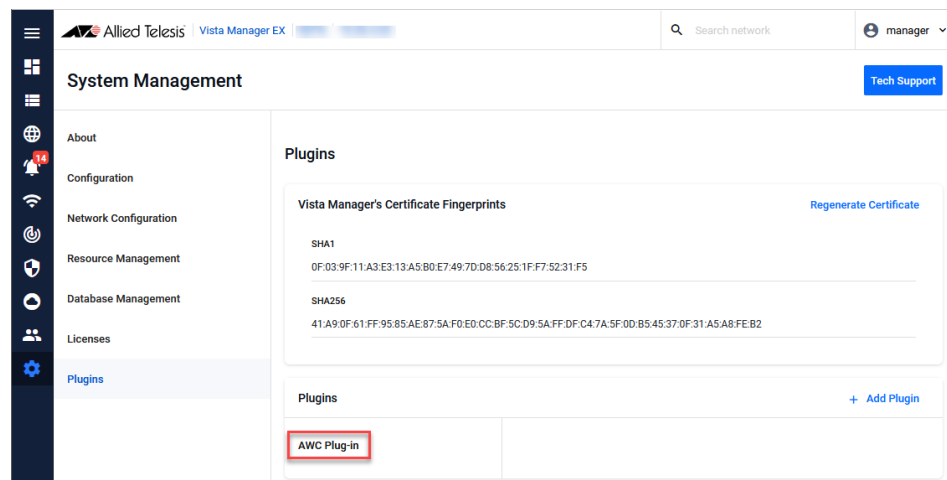 Allied Telesis Vista Manager EX Search network manager
System Management Tech Support
14
About
Configuration
Network Configuration
Resource Management
Database Management
Licenses
Plugins
Plugins
Vista Manager's Certificate Fingerprints Regenerate Certificate
SHA1
0F:03:9F:11:A3:E3:13:A5:B0:E7:49:7D:D8:56:25:1F:F7:52:31:F5
SHA256
41:A9:0F:61:FF:95:85:AE:87:5A:F0:E0:CC:BF:5C:D9:5A:FF:DF:C4:7A:5F:0D:B5:45:37:0F:31:A5:A8:FE:B2
Plugins + Add Plugin
AWC Plug-in